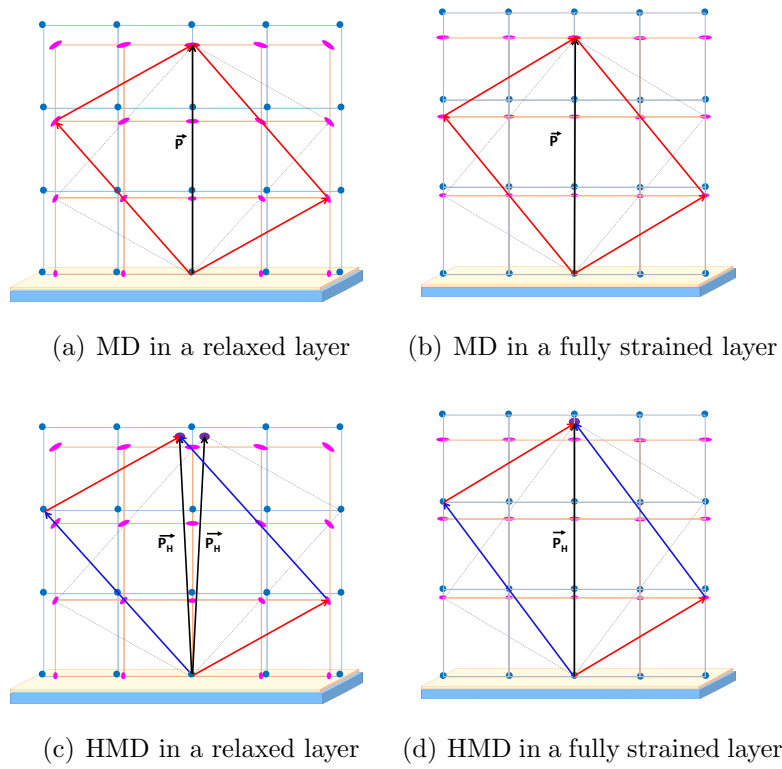 P
P
(a) MD in a relaxed layer
(b) MD in a fully strained layer
P_H P_H
P_H
(c) HMD in a relaxed layer
(d) HMD in a fully strained layer